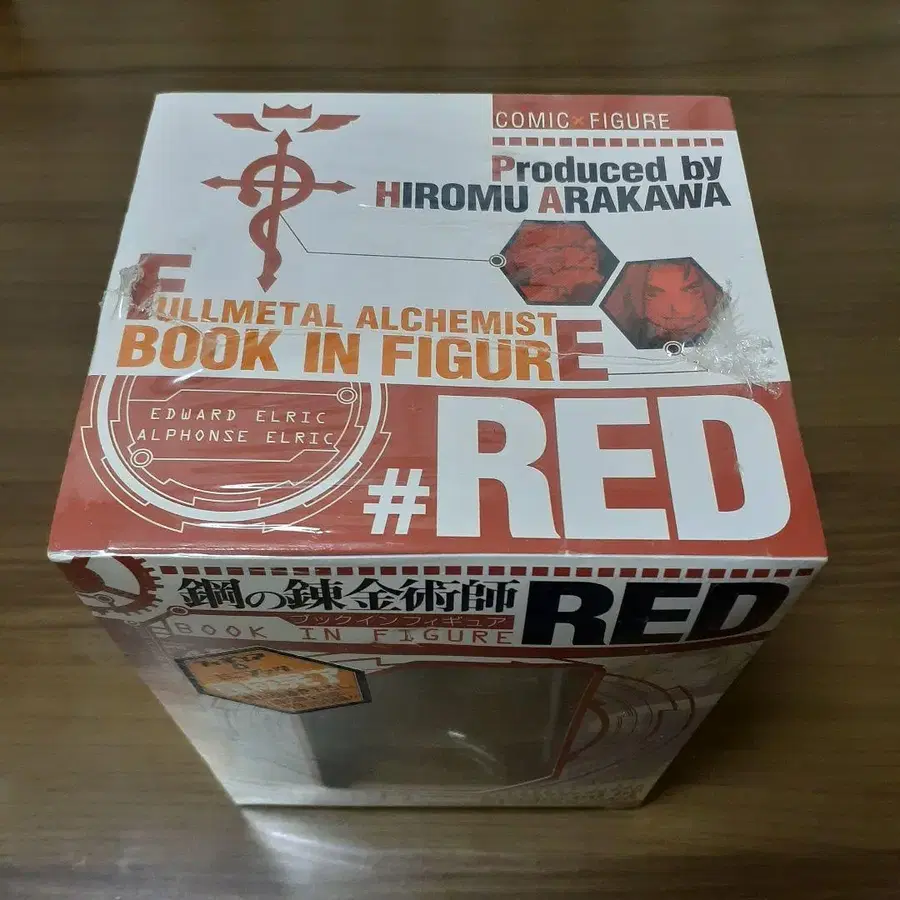 COMIC×FIGURE
Produced by
HIROMU ARAKAWA
FULLMETAL ALCHEMIST
BOOK IN FIGURE
EDWARD ELRIC
ALPHONSE ELRIC
#RED
鋼の錬金術師 RED
ブックインフィギュア
BOOK IN FIGURE